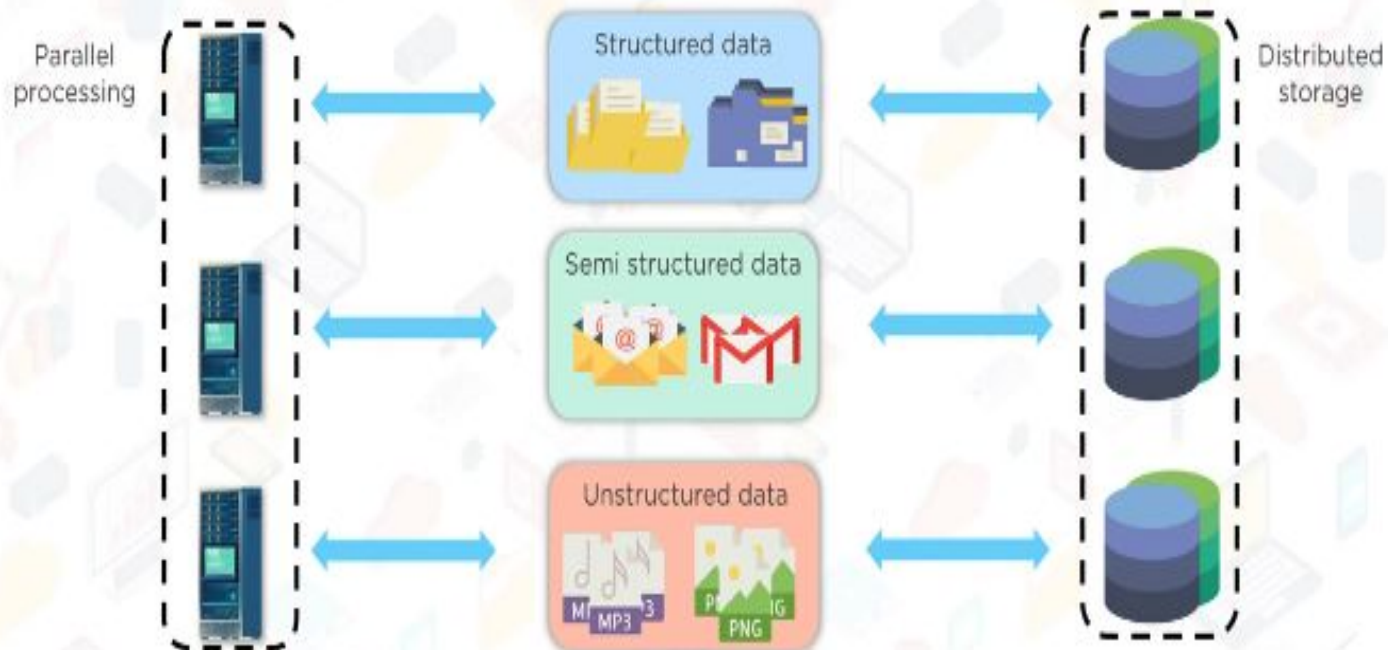 Parallel
processing
Structured data
Distributed
storage
Semi structured data
@
Unstructured data
MP3
PNG